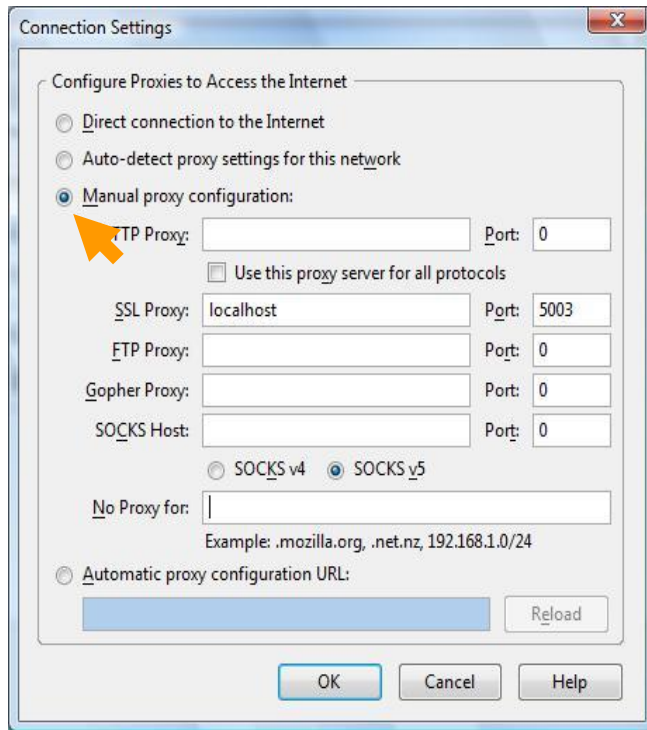 Connection Settings
Configure Proxies to Access the Internet
Direct connection to the Internet
Auto-detect proxy settings for this network
Manual proxy configuration:
TTP Proxy: Port: 0
Use this proxy server for all protocols
SSL Proxy: localhost Port: 5003
FTP Proxy: Port: 0
Gopher Proxy: Port: 0
SOCKS Host: Port: 0
SOCKS v4 SOCKS v5
No Proxy for:
Example: .mozilla.org, .net.nz, 192.168.1.0/24
Automatic proxy configuration URL:
Reload
OK Cancel Help